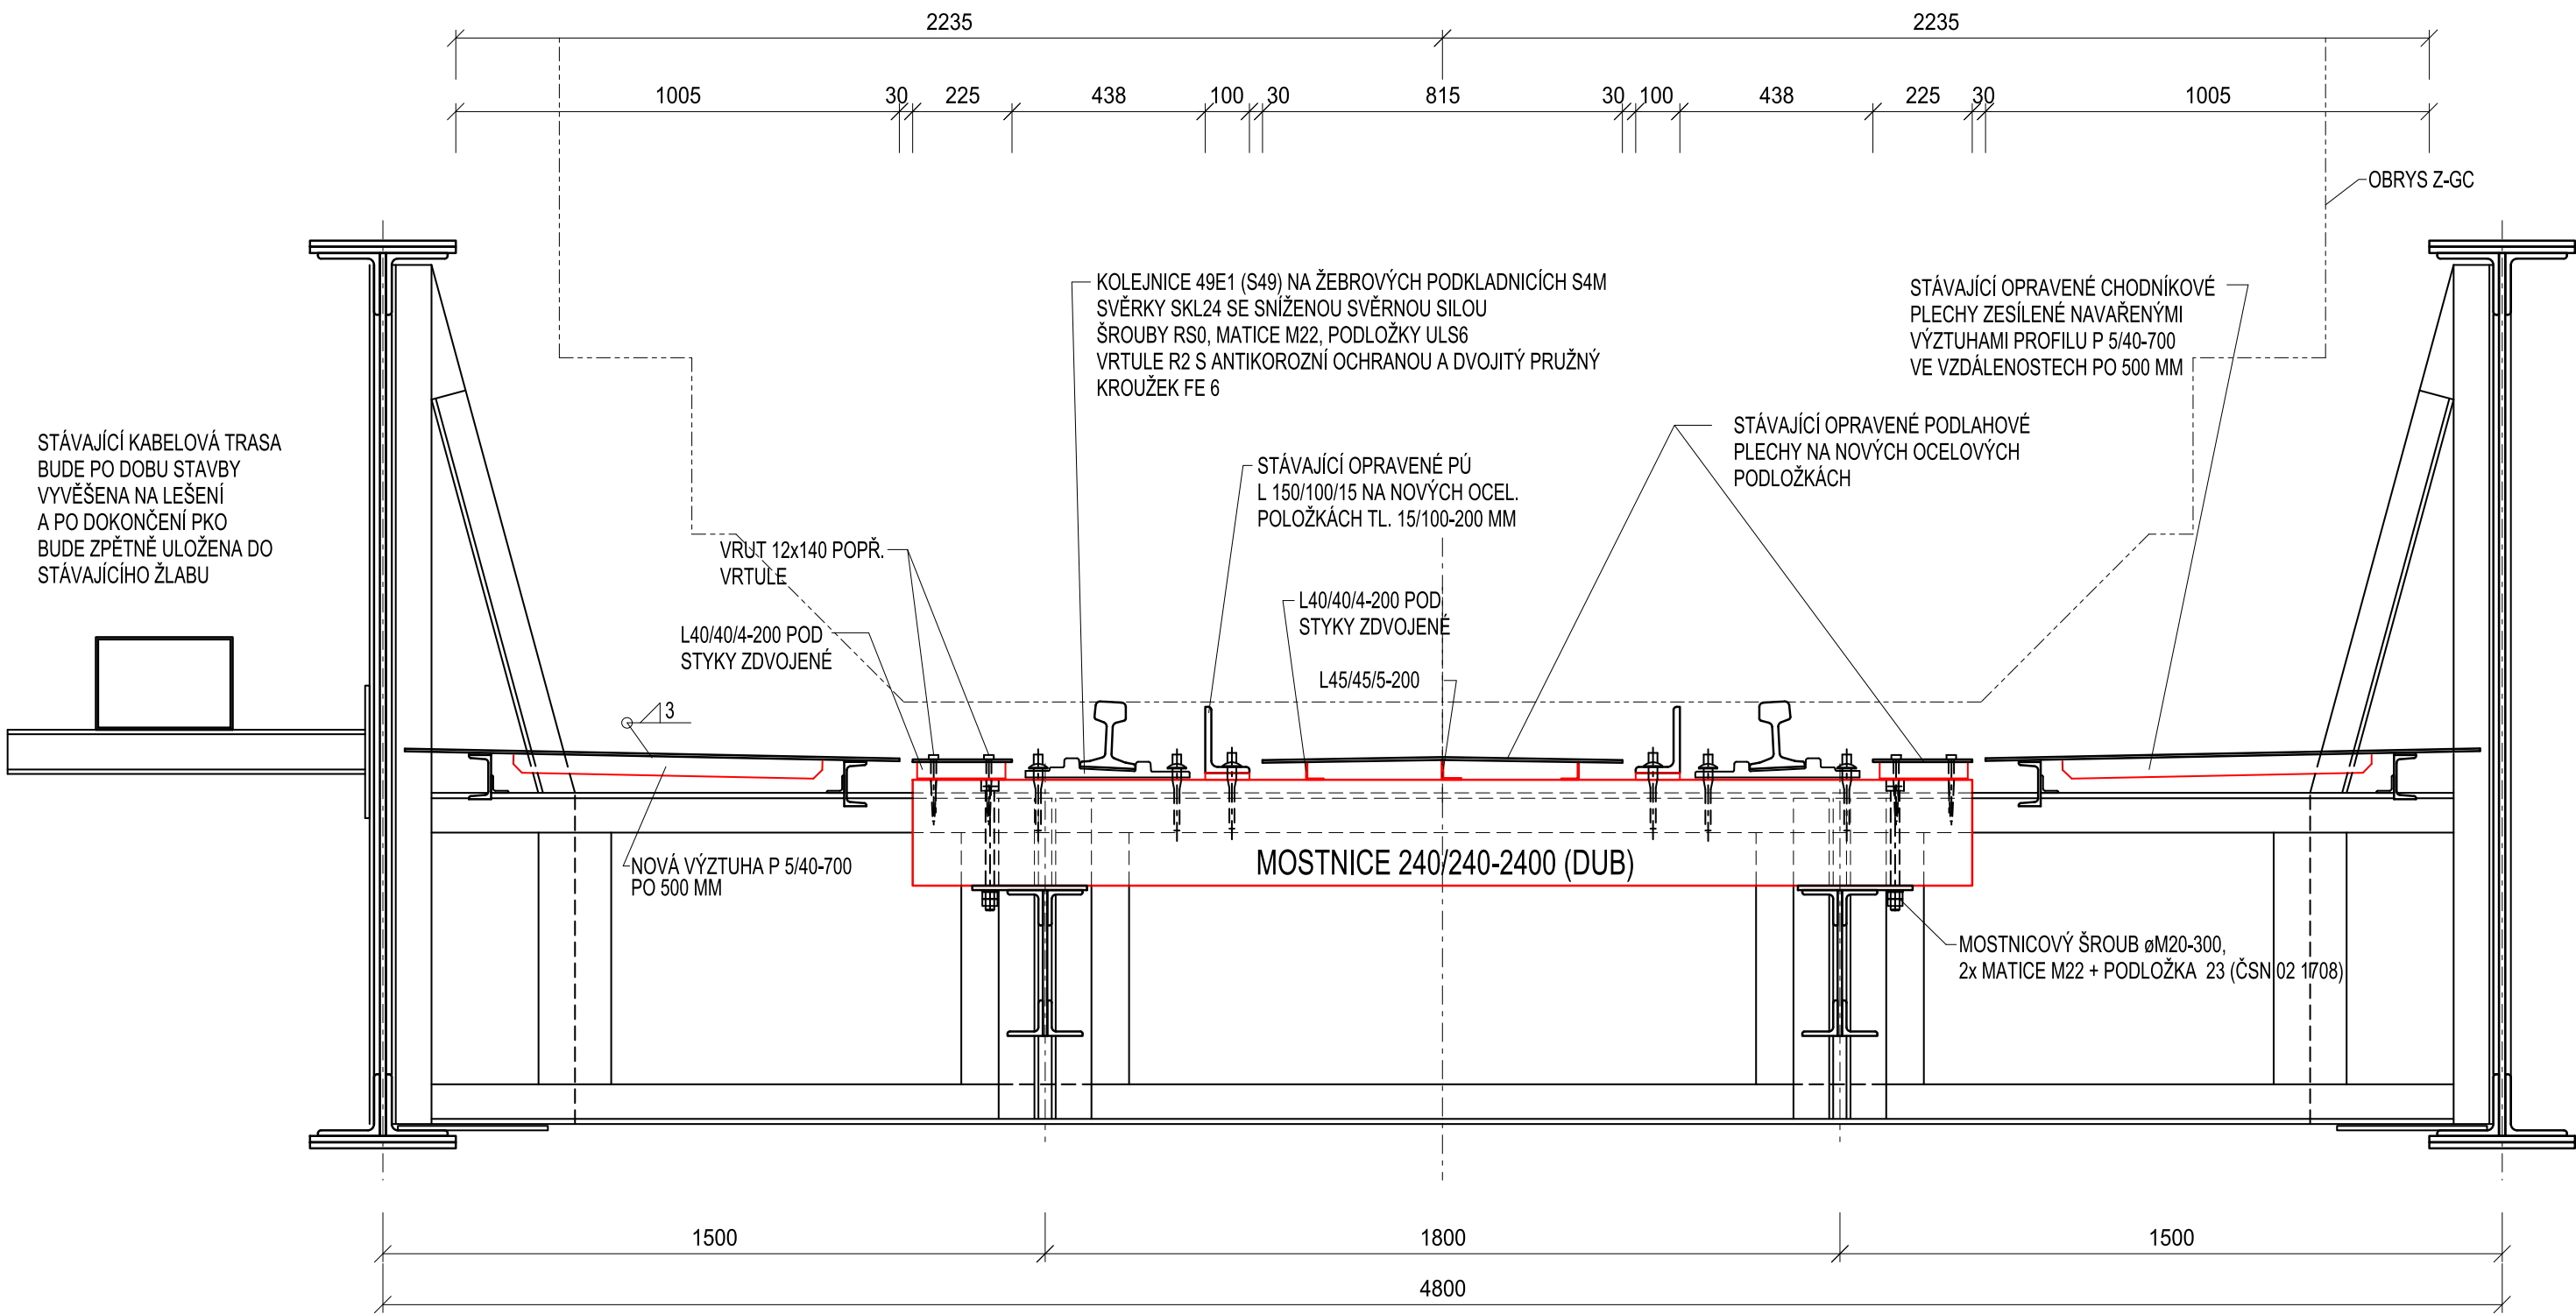 2235
2235
1005
30
225
438
100
30
815
30
100
438
225
30
1005
OBRYS Z-GC
KOLEJNICE 49E1 (S49) NA ŽEBROVÝCH PODKLADNICÍCH S4M
SVĚRKY SKL24 SE SNÍŽENOU SVĚRNOU SILOU
ŠROUBY RS0, MATICE M22, PODLOŽKY ULS6
VRTULE R2 S ANTIKOROZNÍ OCHRANOU A DVOJITÝ PRUŽNÝ
KROUŽEK FE 6
STÁVAJÍCÍ OPRAVENÉ CHODNÍKOVÉ
PLECHY ZESÍLENÉ NAVAŘENÝMI
VÝZTUHAMI PROFILU P 5/40-700
VE VZDÁLENOSTECH PO 500 MM
STÁVAJÍCÍ KABELOVÁ TRASA
BUDE PO DOBU STAVBY
VYVĚŠENA NA LEŠENÍ
A PO DOKONČENÍ PKO
BUDE ZPĚTNĚ ULOŽENA DO
STÁVAJÍCÍHO ŽLABU
STÁVAJÍCÍ OPRAVENÉ PODLAHOVÉ
PLECHY NA NOVÝCH OCELOVÝCH
PODLOŽKÁCH
STÁVAJÍCÍ OPRAVENÉ PÚ
L 150/100/15 NA NOVÝCH OCEL.
POLOŽKÁCH TL. 15/100-200 MM
VRUT 12x140 POPŘ.
VRTULE
L40/40/4-200 POD
STYKY ZDVOJENÉ
L40/40/4-200 POD
STYKY ZDVOJENÉ
L45/45/5-200
3
NOVÁ VÝZTUHA P 5/40-700
PO 500 MM
MOSTNICE 240/240-2400 (DUB)
MOSTNICOVÝ ŠROUB øM20-300,
2x MATICE M22 + PODLOŽKA 23 (ČSN 02 1708)
1500
1800
1500
4800